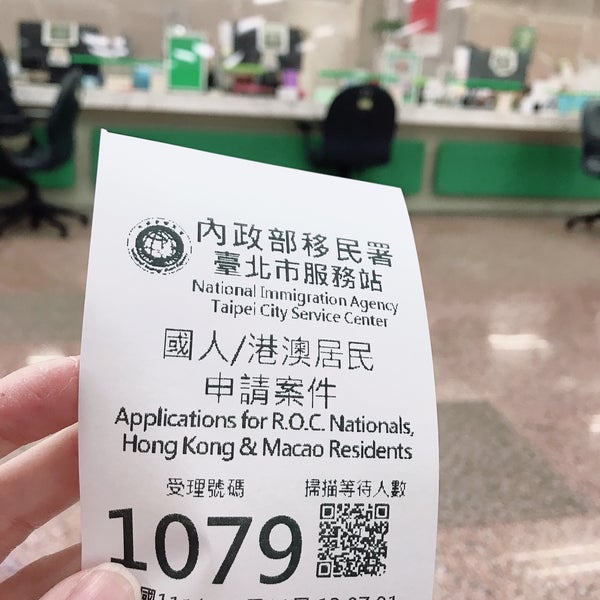 內政部移民署
臺北市服務站
National Immigration Agency
Taipei City Service Center
國人/港澳居民
申請案件
Applications for R.O.C. Nationals,
Hong Kong & Macao Residents
受理號碼 掃描等待人數
1079